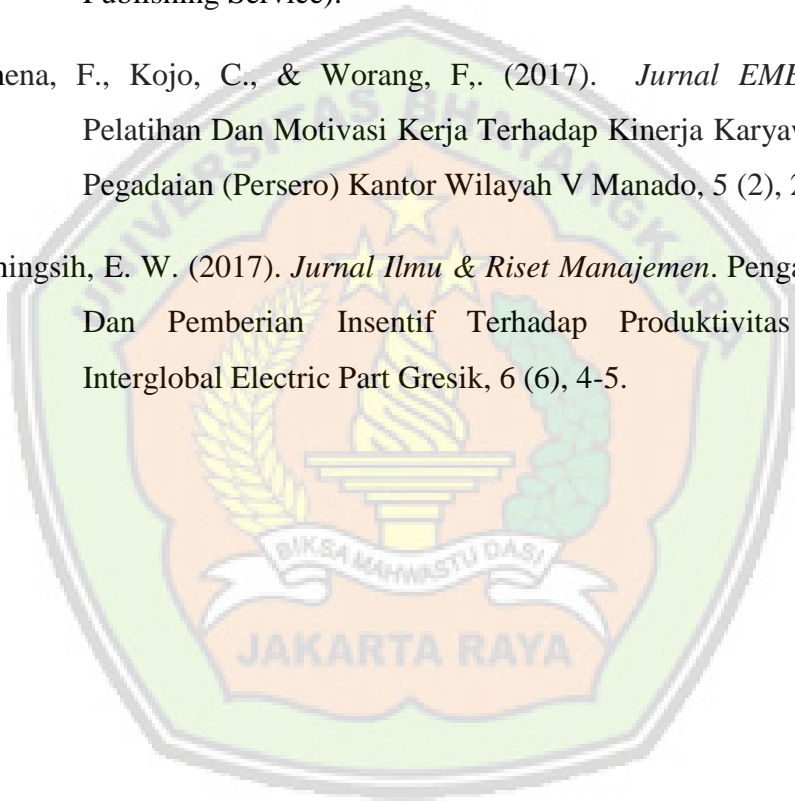 Publishing Service).
nena, F., Kojo, C., & Worang, F,. (2017). Jurnal EME
Pelatihan Dan Motivasi Kerja Terhadap Kinerja Karyaw
Pegadaian (Persero) Kantor Wilayah V Manado, 5 (2), 2
ningsih, E. W. (2017). Jurnal Ilmu & Riset Manajemen. Penga
Dan Pemberian Insentif Terhadap Produktivitas
Interglobal Electric Part Gresik, 6 (6), 4-5.
UNIVERSITAS BHAYANGKARA
BIKSA MAHWASTU DASI
JAKARTA RAYA